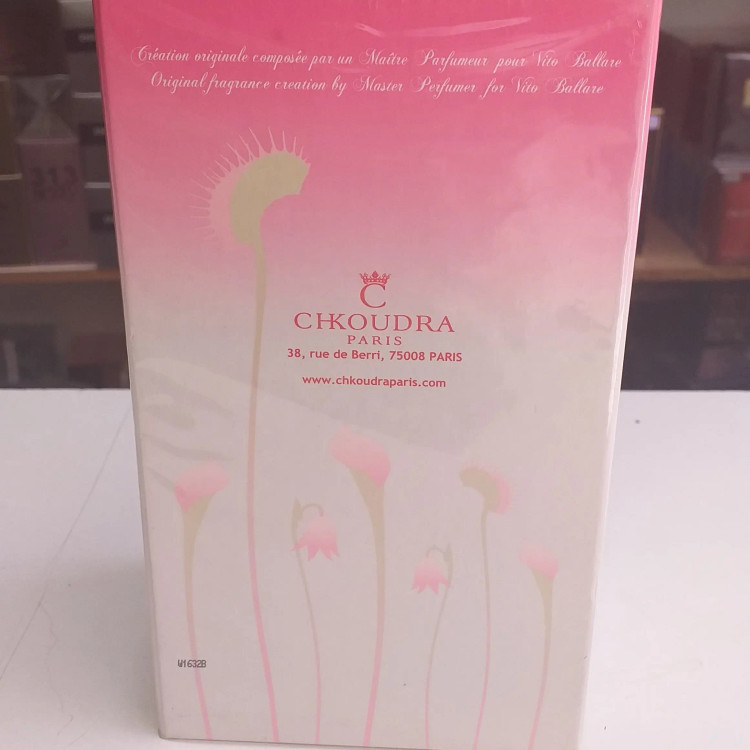 Création originale composée par un Maître Parfumeur pour Vito Ballare
Original fragrance creation by Master Perfumer for Vito Ballare
C
CHKOUDRA
PARIS
38, rue de Berri, 75008 PARIS
www.chkoudraparis.com
W1632B